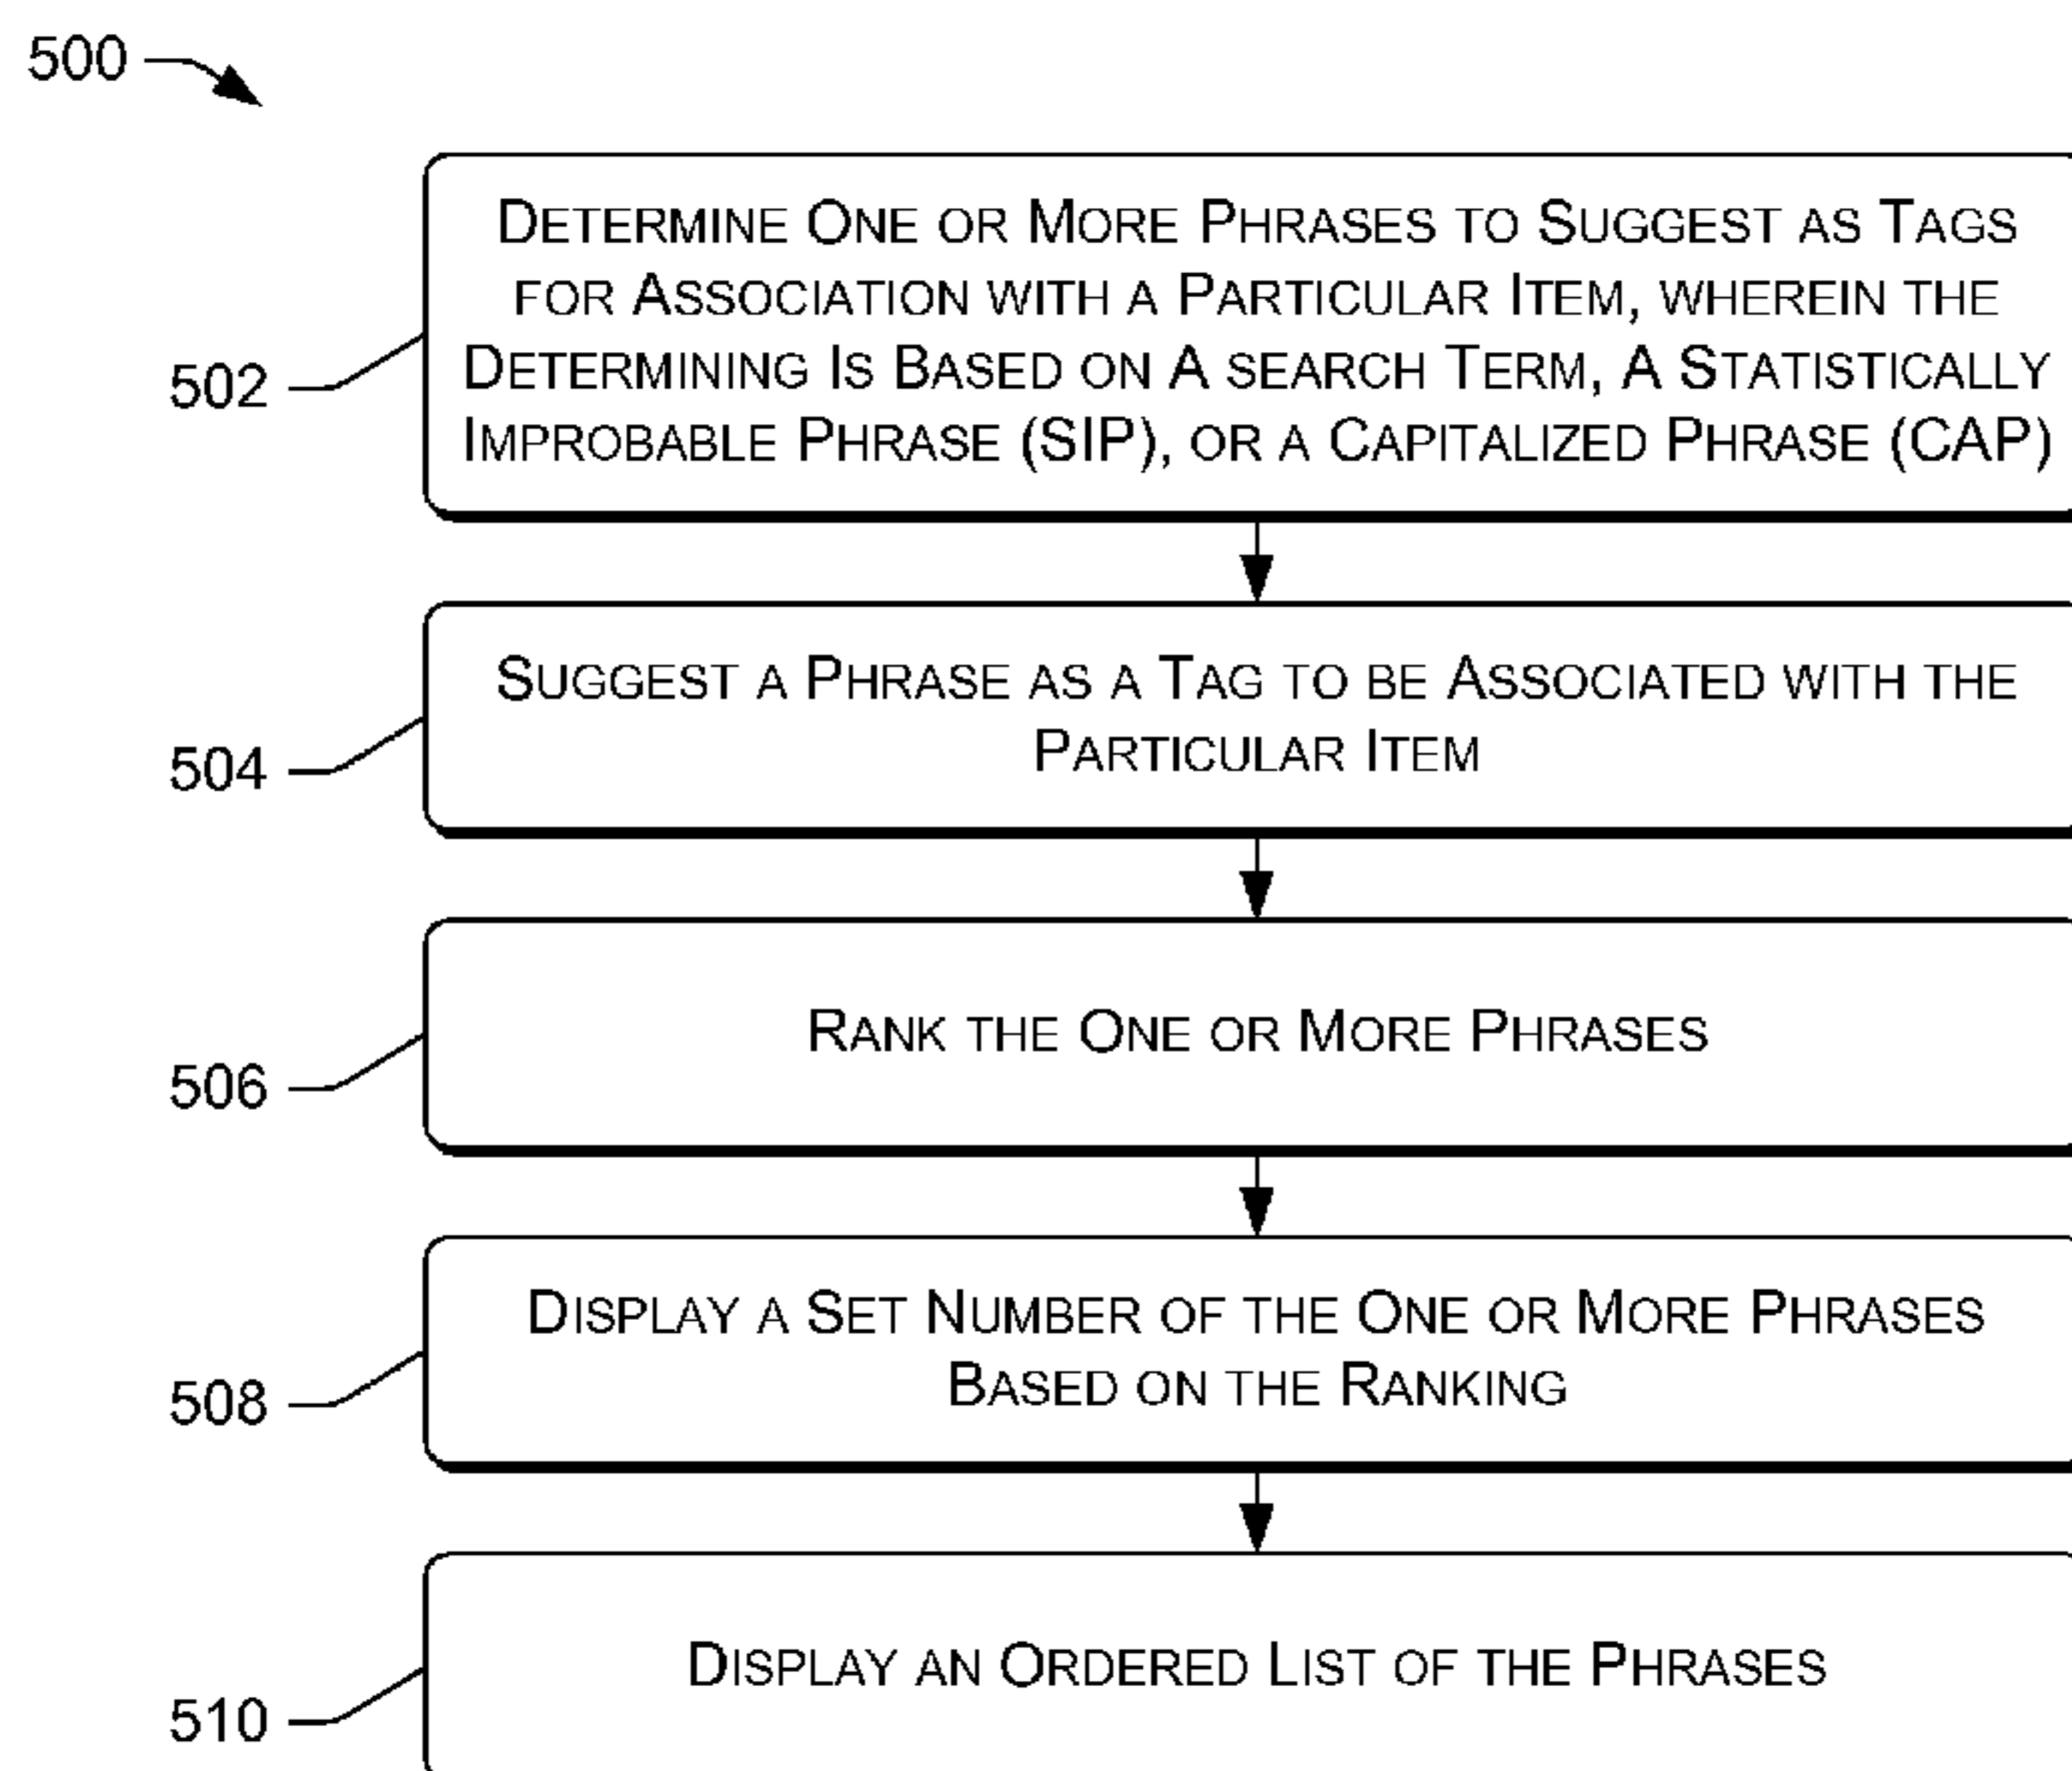 500
DETERMINE ONE OR MORE PHRASES TO SUGGEST AS TAGS
FOR ASSOCIATION WITH A PARTICULAR ITEM, WHEREIN THE
DETERMINING IS BASED ON A SEARCH TERM, A STATISTICALLY
IMPROBABLE PHRASE (SIP), OR A CAPITALIZED PHRASE (CAP)
502
SUGGEST A PHRASE AS A TAG TO BE ASSOCIATED WITH THE
PARTICULAR ITEM
504
RANK THE ONE OR MORE PHRASES
506
DISPLAY A SET NUMBER OF THE ONE OR MORE PHRASES
BASED ON THE RANKING
508
DISPLAY AN ORDERED LIST OF THE PHRASES
510